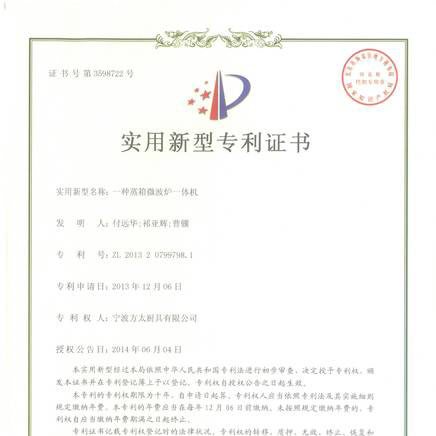 证书号第3598722号
实用新型专利证书
实用新型名称：一种蒸箱微波炉一体机
发 明 人：付远华;祁亚辉;曹骥
专 利 号：ZL 2013 2 0799798.1
专利申请日：2013年12月06日
专 利 权 人：宁波方太厨具有限公司
授权公告日：2014年06月04日
本实用新型经过本局依照中华人民共和国专利法进行初步审查，决定授予专利权，颁
发本证书并在专利登记簿上予以登记。专利权自授权公告之日起生效。
本专利的专利权期限为十年，自申请日起算。专利权人应当依照专利法及其实施细则
规定缴纳年费。本专利的年费应当在每年12月06日前缴纳。未按照规定缴纳年费的，专利
权自应当缴纳年费期满之日起终止。
专利证书记载专利权登记时的法律状况。专利权的转移、质押、无效、终止、恢复和